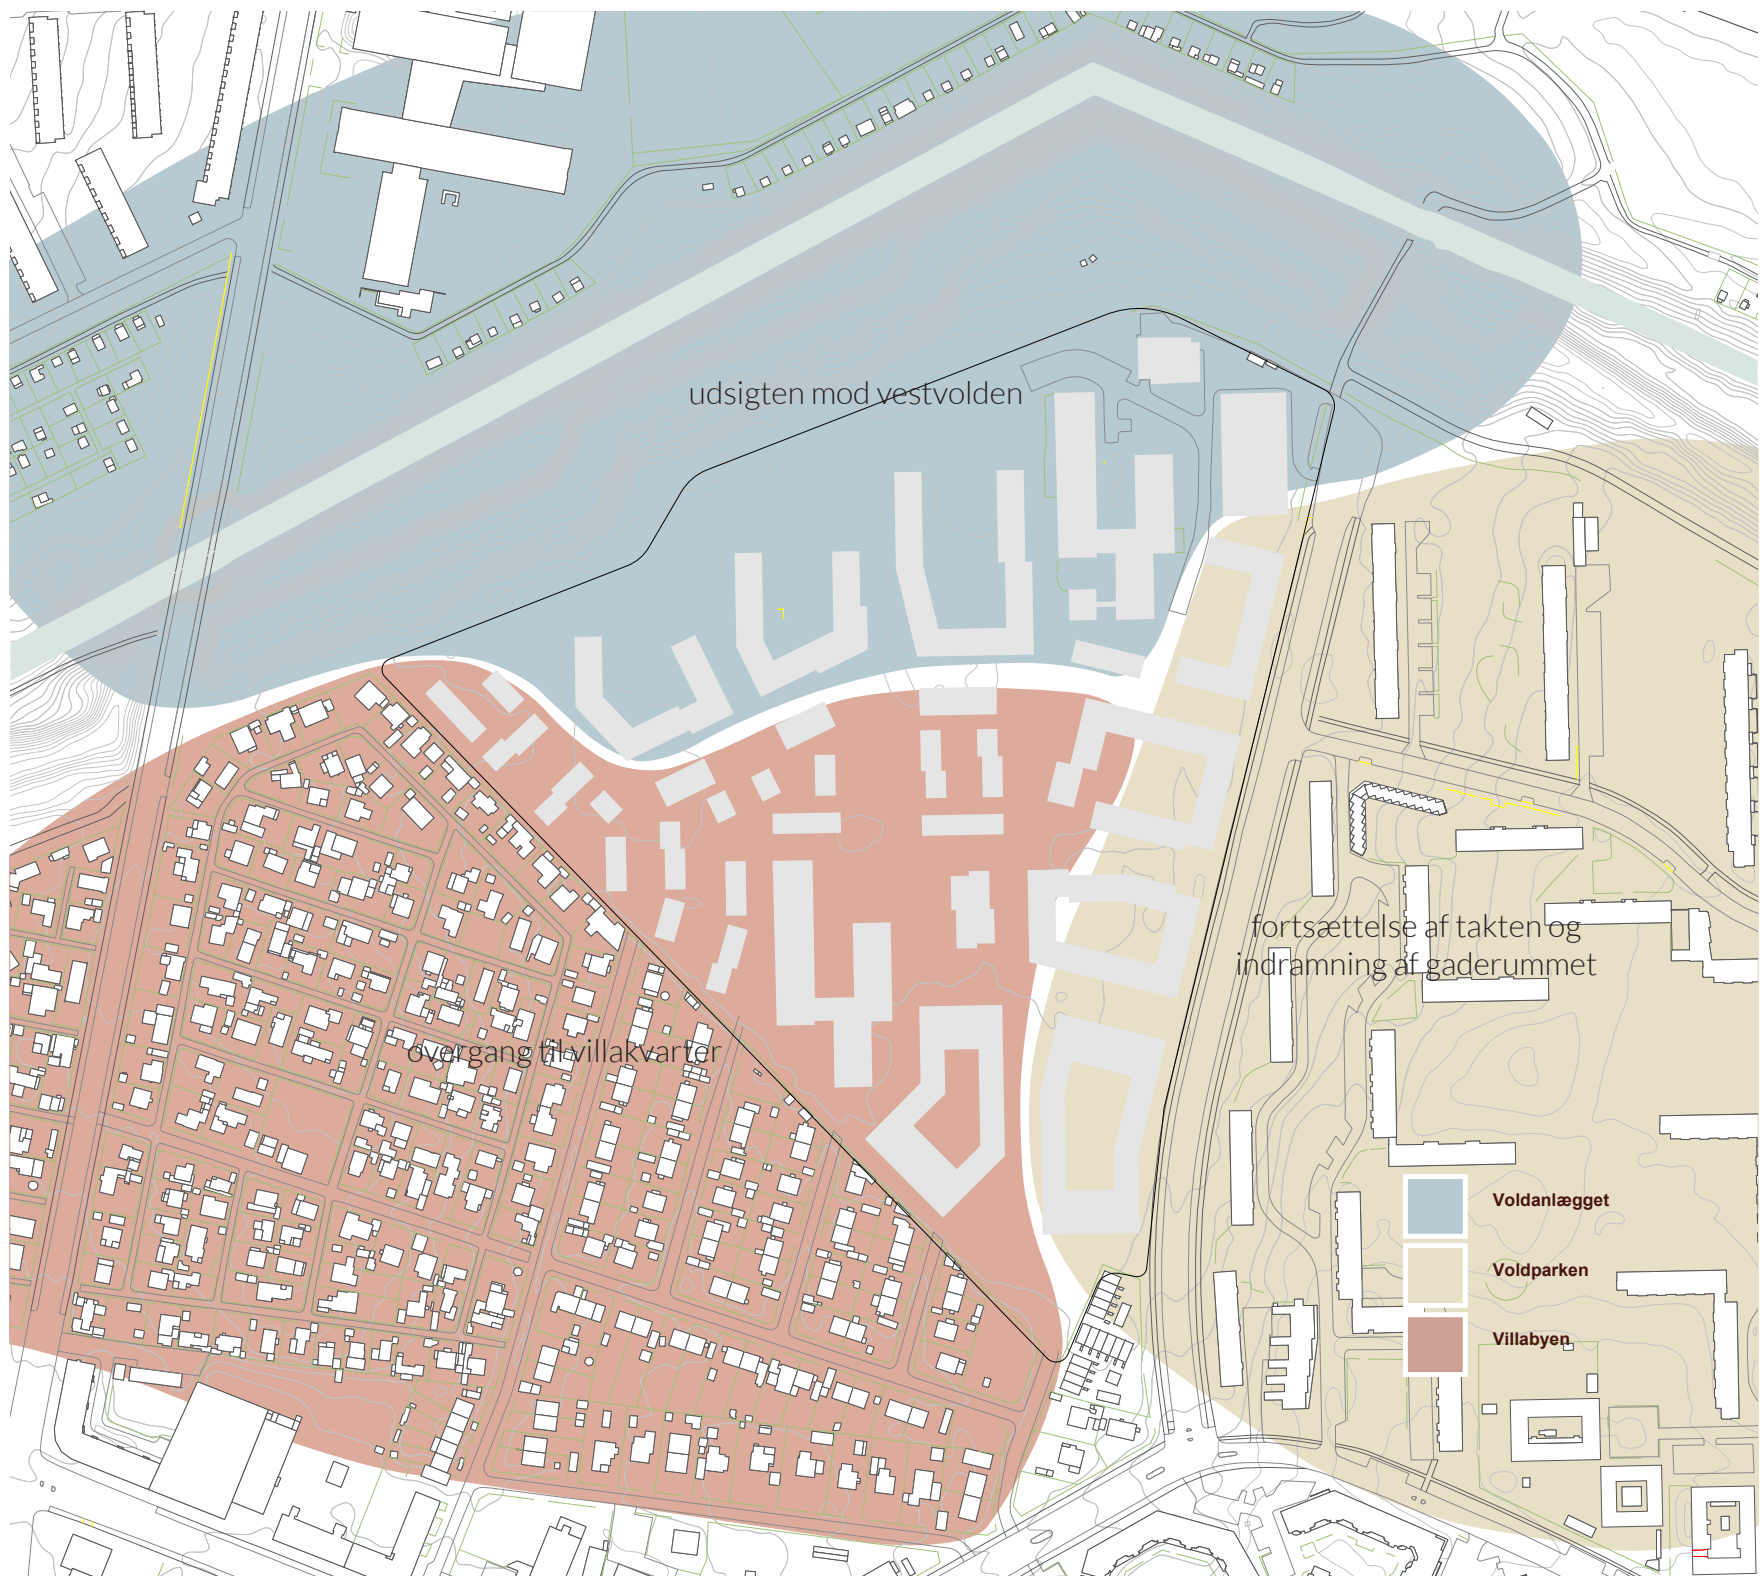 udsigten mod vestvolden
fortsættelse af takten og
indramning af gaderummet
overgang til villakvarter
Voldanlægget
Voldparken
Villabyen